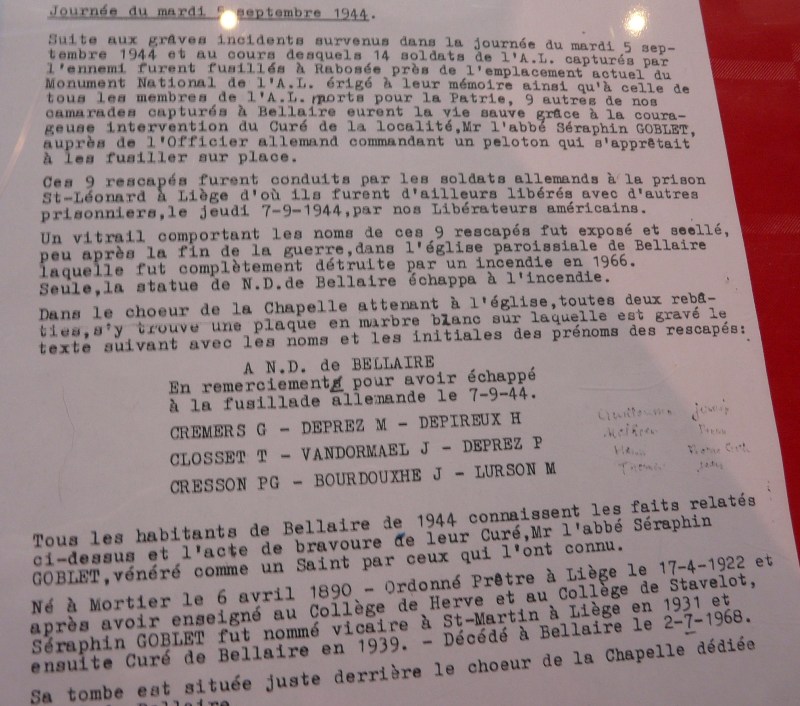 Journée du mardi 5 septembre 1944.
Suite aux grâves incidents survenus dans la journée du mardi 5 sep-
tembre 1944 et au cours desquels 14 soldats de l'A.L. capturés par
l'ennemi furent fusillés à Rabosée près de l'emplacement actuel du
Monument National de l'A.L. érigé à leur mémoire ainsi qu'à celle de
tous les membres de l'A.L. morts pour la Patrie, 9 autres de nos
camarades capturés à Bellaire eurent la vie sauve grâce à la coura-
geuse intervention du Curé de la localité,Mr l'abbé Séraphin GOBLET,
auprès de l'Officier allemand commandant un peloton qui s'apprêtait
à les fusiller sur place.
Ces 9 rescapés furent conduits par les soldats allemands à la prison
St-Léonard à Liège d'où ils furent d'ailleurs libérés avec d'autres
prisonniers,le jeudi 7-9-1944,par nos Libérateurs américains.
Un vitrail comportant les noms de ces 9 rescapés fut exposé et scellé,
peu après la fin de la guerre,dans l'église paroissiale de Bellaire
laquelle fut complètement détruite par un incendie en 1966.
Seule,la statue de N.D.de Bellaire échappa à l'incendie.
Dans le choeur de la Chapelle attenant à l'église,toutes deux rebâ-
ties,s'y trouve une plaque en marbre blanc sur laquelle est gravé le
texte suivant avec les noms et les initiales des prénoms des rescapés:
A N.D. de BELLAIRE
En remerciement pour avoir échappé
à la fusillade allemande le 7-9-44.
CREMERS G - DEPREZ M - DEPIREUX H
CLOSSET T - VANDORMAEL J - DEPREZ P
CRESSON PG - BOURDOUXHE J - LURSON M
Tous les habitants de Bellaire de 1944 connaissent les faits relatés
ci-dessus et l'acte de bravoure de leur Curé,Mr l'abbé Séraphin
GOBLET,vénéré comme un Saint par ceux qui l'ont connu.
Né à Mortier le 6 avril 1890 - Ordonné Prêtre à Liège le 17-4-1922 et
après avoir enseigné au Collège de Herve et au Collège de Stavelot,
Séraphin GOBLET fut nommé vicaire à St-Martin à Liège en 1931 et
ensuite Curé de Bellaire en 1939. - Décédé à Bellaire le 2-7-1968.
Sa tombe est située juste derrière le choeur de la Chapelle dédiée